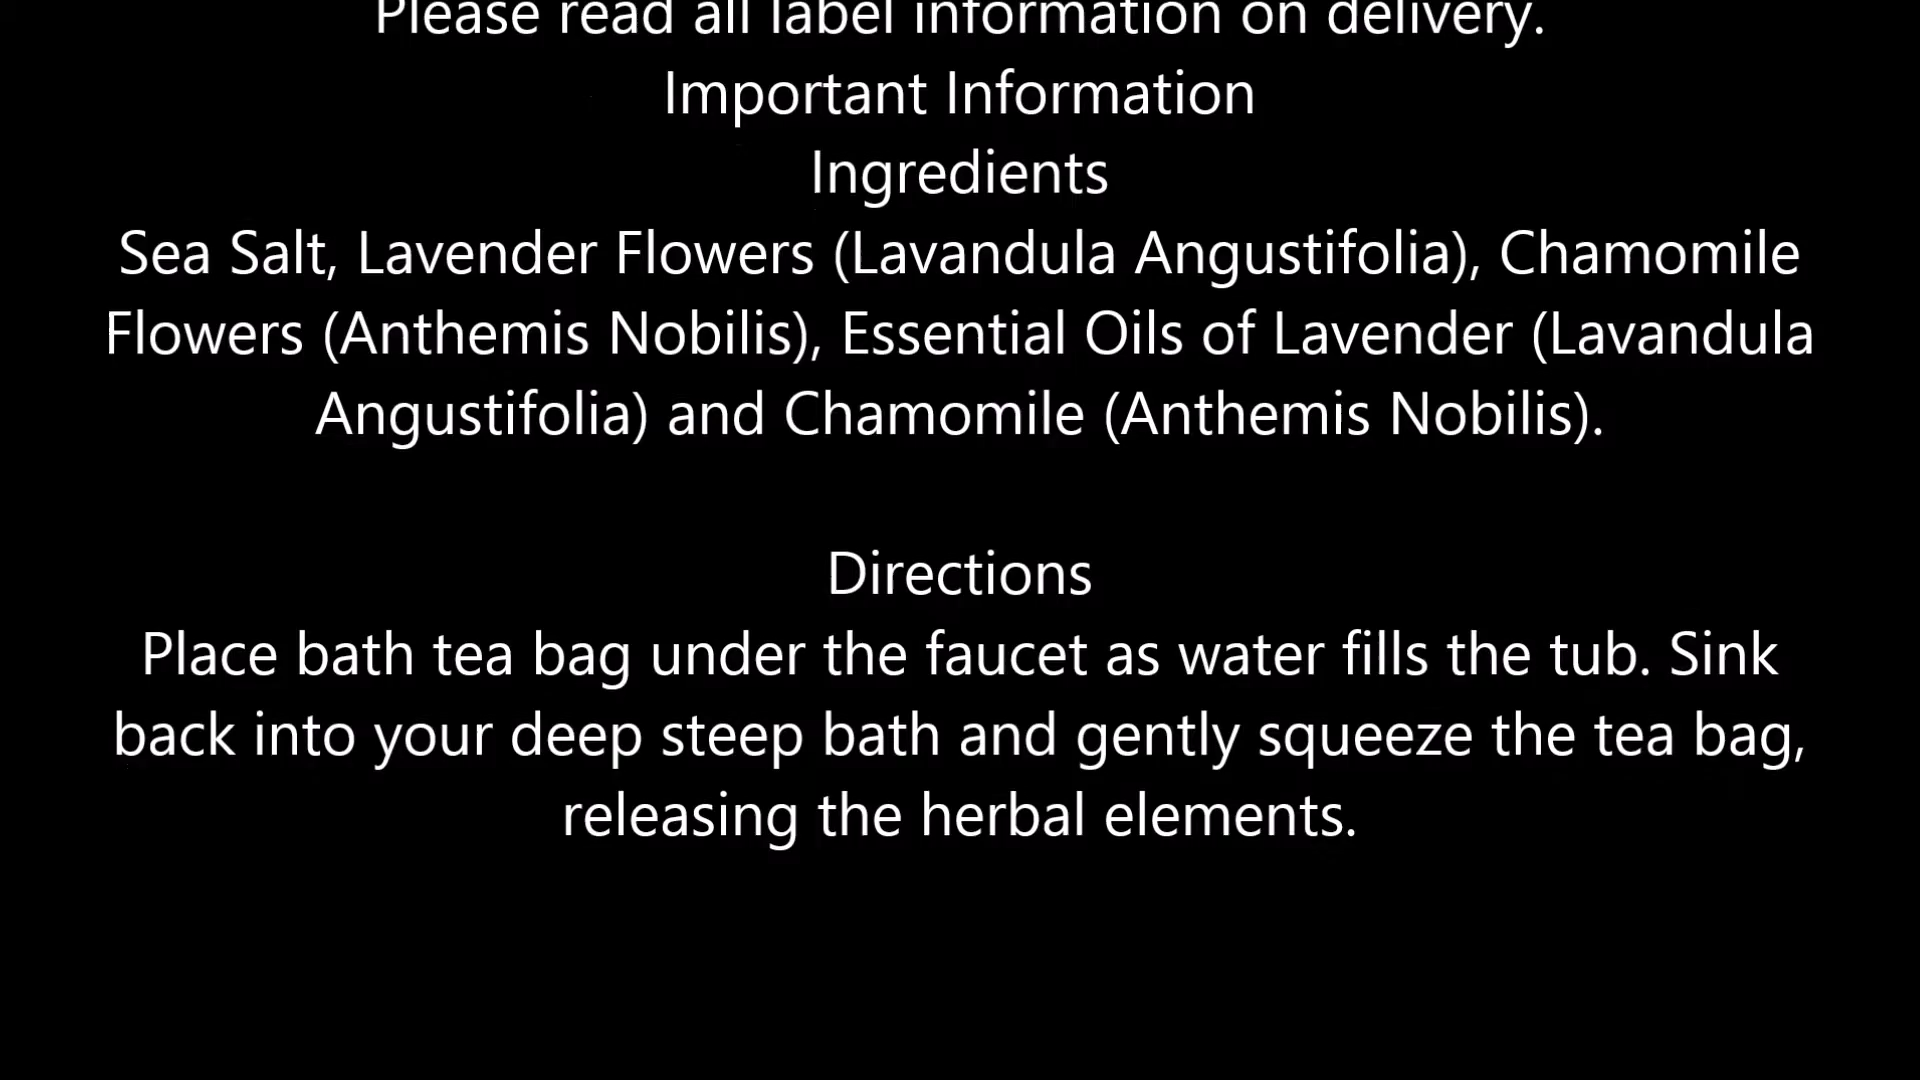 Please read all label information on delivery.
Important Information
Ingredients
Sea Salt, Lavender Flowers (Lavandula Angustifolia), Chamomile
Flowers (Anthemis Nobilis), Essential Oils of Lavender (Lavandula
Angustifolia) and Chamomile (Anthemis Nobilis).
Directions
Place bath tea bag under the faucet as water fills the tub. Sink
back into your deep steep bath and gently squeeze the tea bag,
releasing the herbal elements.